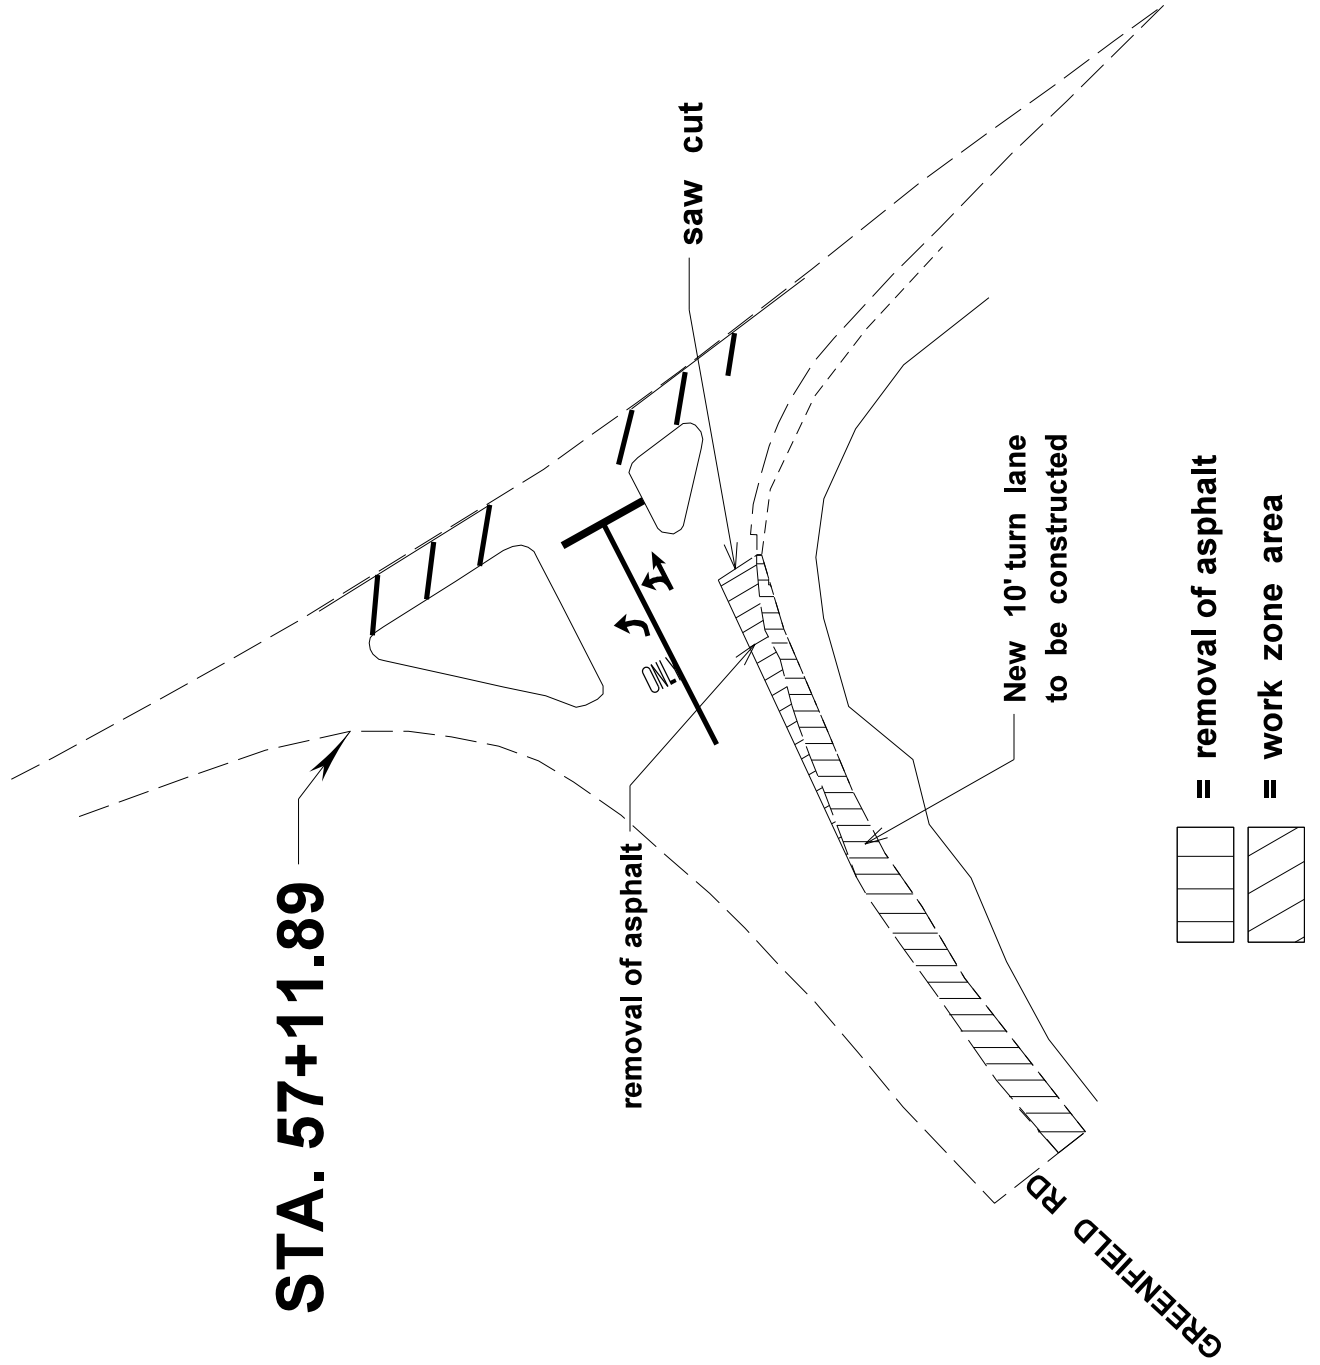 STA. 57+11.89
removal of asphalt
ONLY
saw cut
New 10' turn lane
to be constructed
GREENFIELD RD
= removal of asphalt
= work zone area